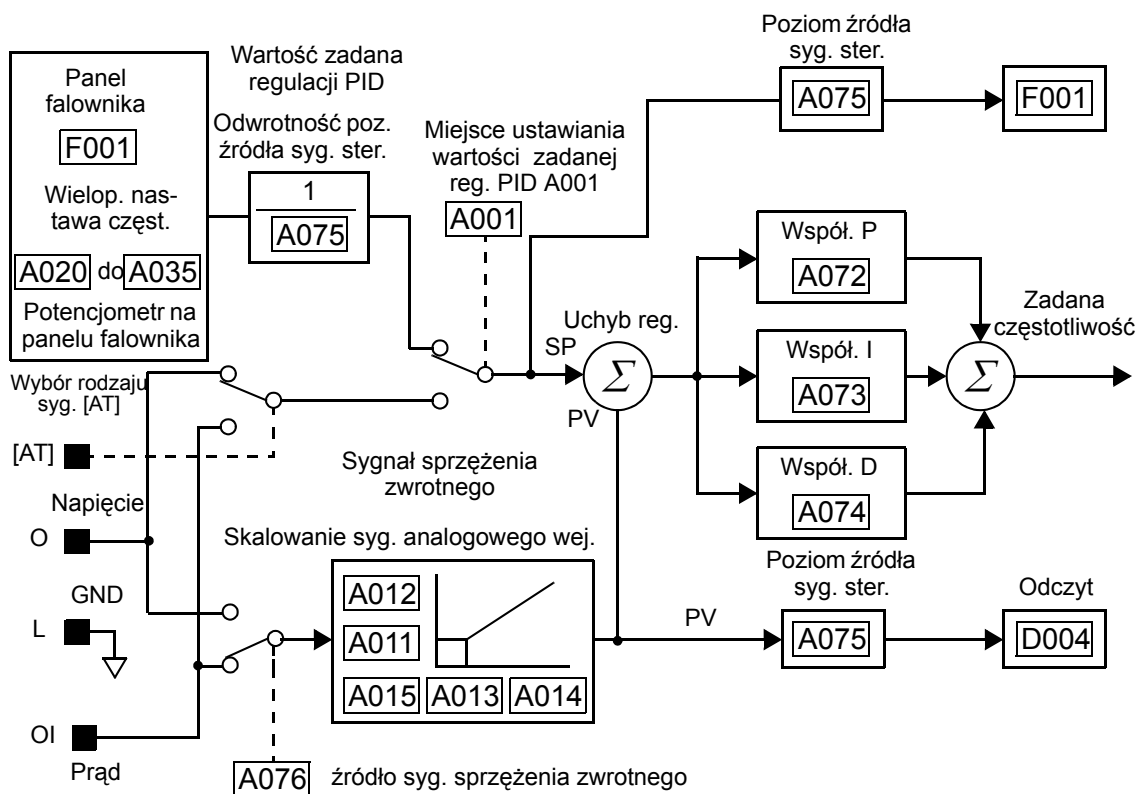 Panel
falownika
F001
Wielop. nas-
tawa częst.
A020 do A035
Potencjometr na
panelu falownika
Wartość zadana
regulacji PID
Odwrotność poz.
źródła syg. ster.
1
A075
Miejsce ustawiania
wartości zadanej
reg. PID A001
A001
Poziom źródła
syg. ster.
A075
F001
Uchyb reg.
SP
Σ
PV
Współ. P
A072
Współ. I
A073
Współ. D
A074
Σ
Zadana
częstotliwość
Wybór rodzaju
syg. [AT]
[AT]
Napięcie
O
GND
L
OI
Prąd
Sygnał sprzężenia
zwrotnego
Skalowanie syg. analogowego wej.
A012
A011
A015 A013 A014
A076 źródło syg. sprzężenia zwrotnego
PV
Poziom źródła
syg. ster.
A075
Odczyt
D004